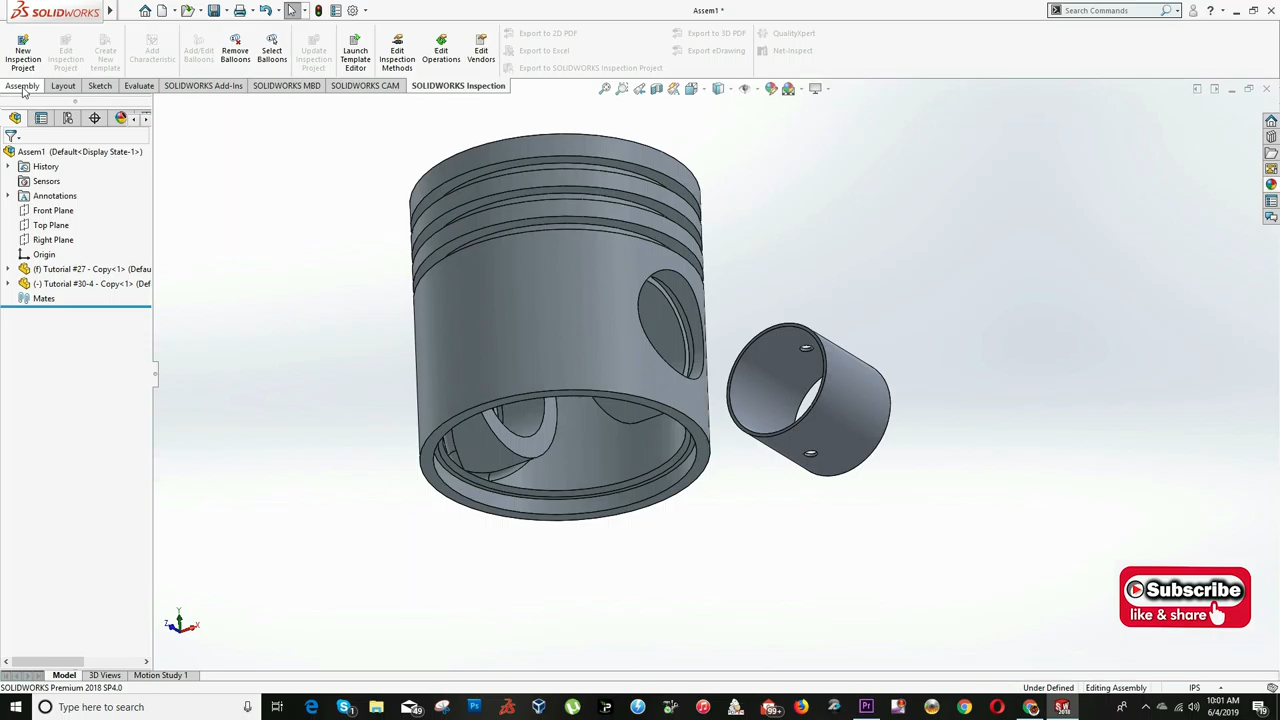 SOLIDWORKS
Assem1 *
Search Commands
New Inspection Project
Edit Inspection Project
Create New template
Add Characteristic
Add/Edit Balloons
Remove Balloons
Select Balloons
Update Inspection Project
Launch Template Editor
Edit Inspection Methods
Edit Operations
Edit Vendors
Export to 2D PDF
Export to Excel
Export to SOLIDWORKS Inspection Project
Export to 3D PDF
Export eDrawing
QualityXpert
Net-Inspect
Assembly
Layout
Sketch
Evaluate
SOLIDWORKS Add-Ins
SOLIDWORKS MBD
SOLIDWORKS CAM
SOLIDWORKS Inspection
Assem1 (Default<Display State-1>)
History
Sensors
Annotations
Front Plane
Top Plane
Right Plane
Origin
(f) Tutorial #27 - Copy<1> (Defau
(-) Tutorial #30-4 - Copy<1> (Def
Mates
Subscribe
like & share
Y
Z
X
Model
3D Views
Motion Study 1
SOLIDWORKS Premium 2018 SP4.0
Under Defined
Editing Assembly
IPS
Type here to search
99+
10:01 AM
6/4/2019